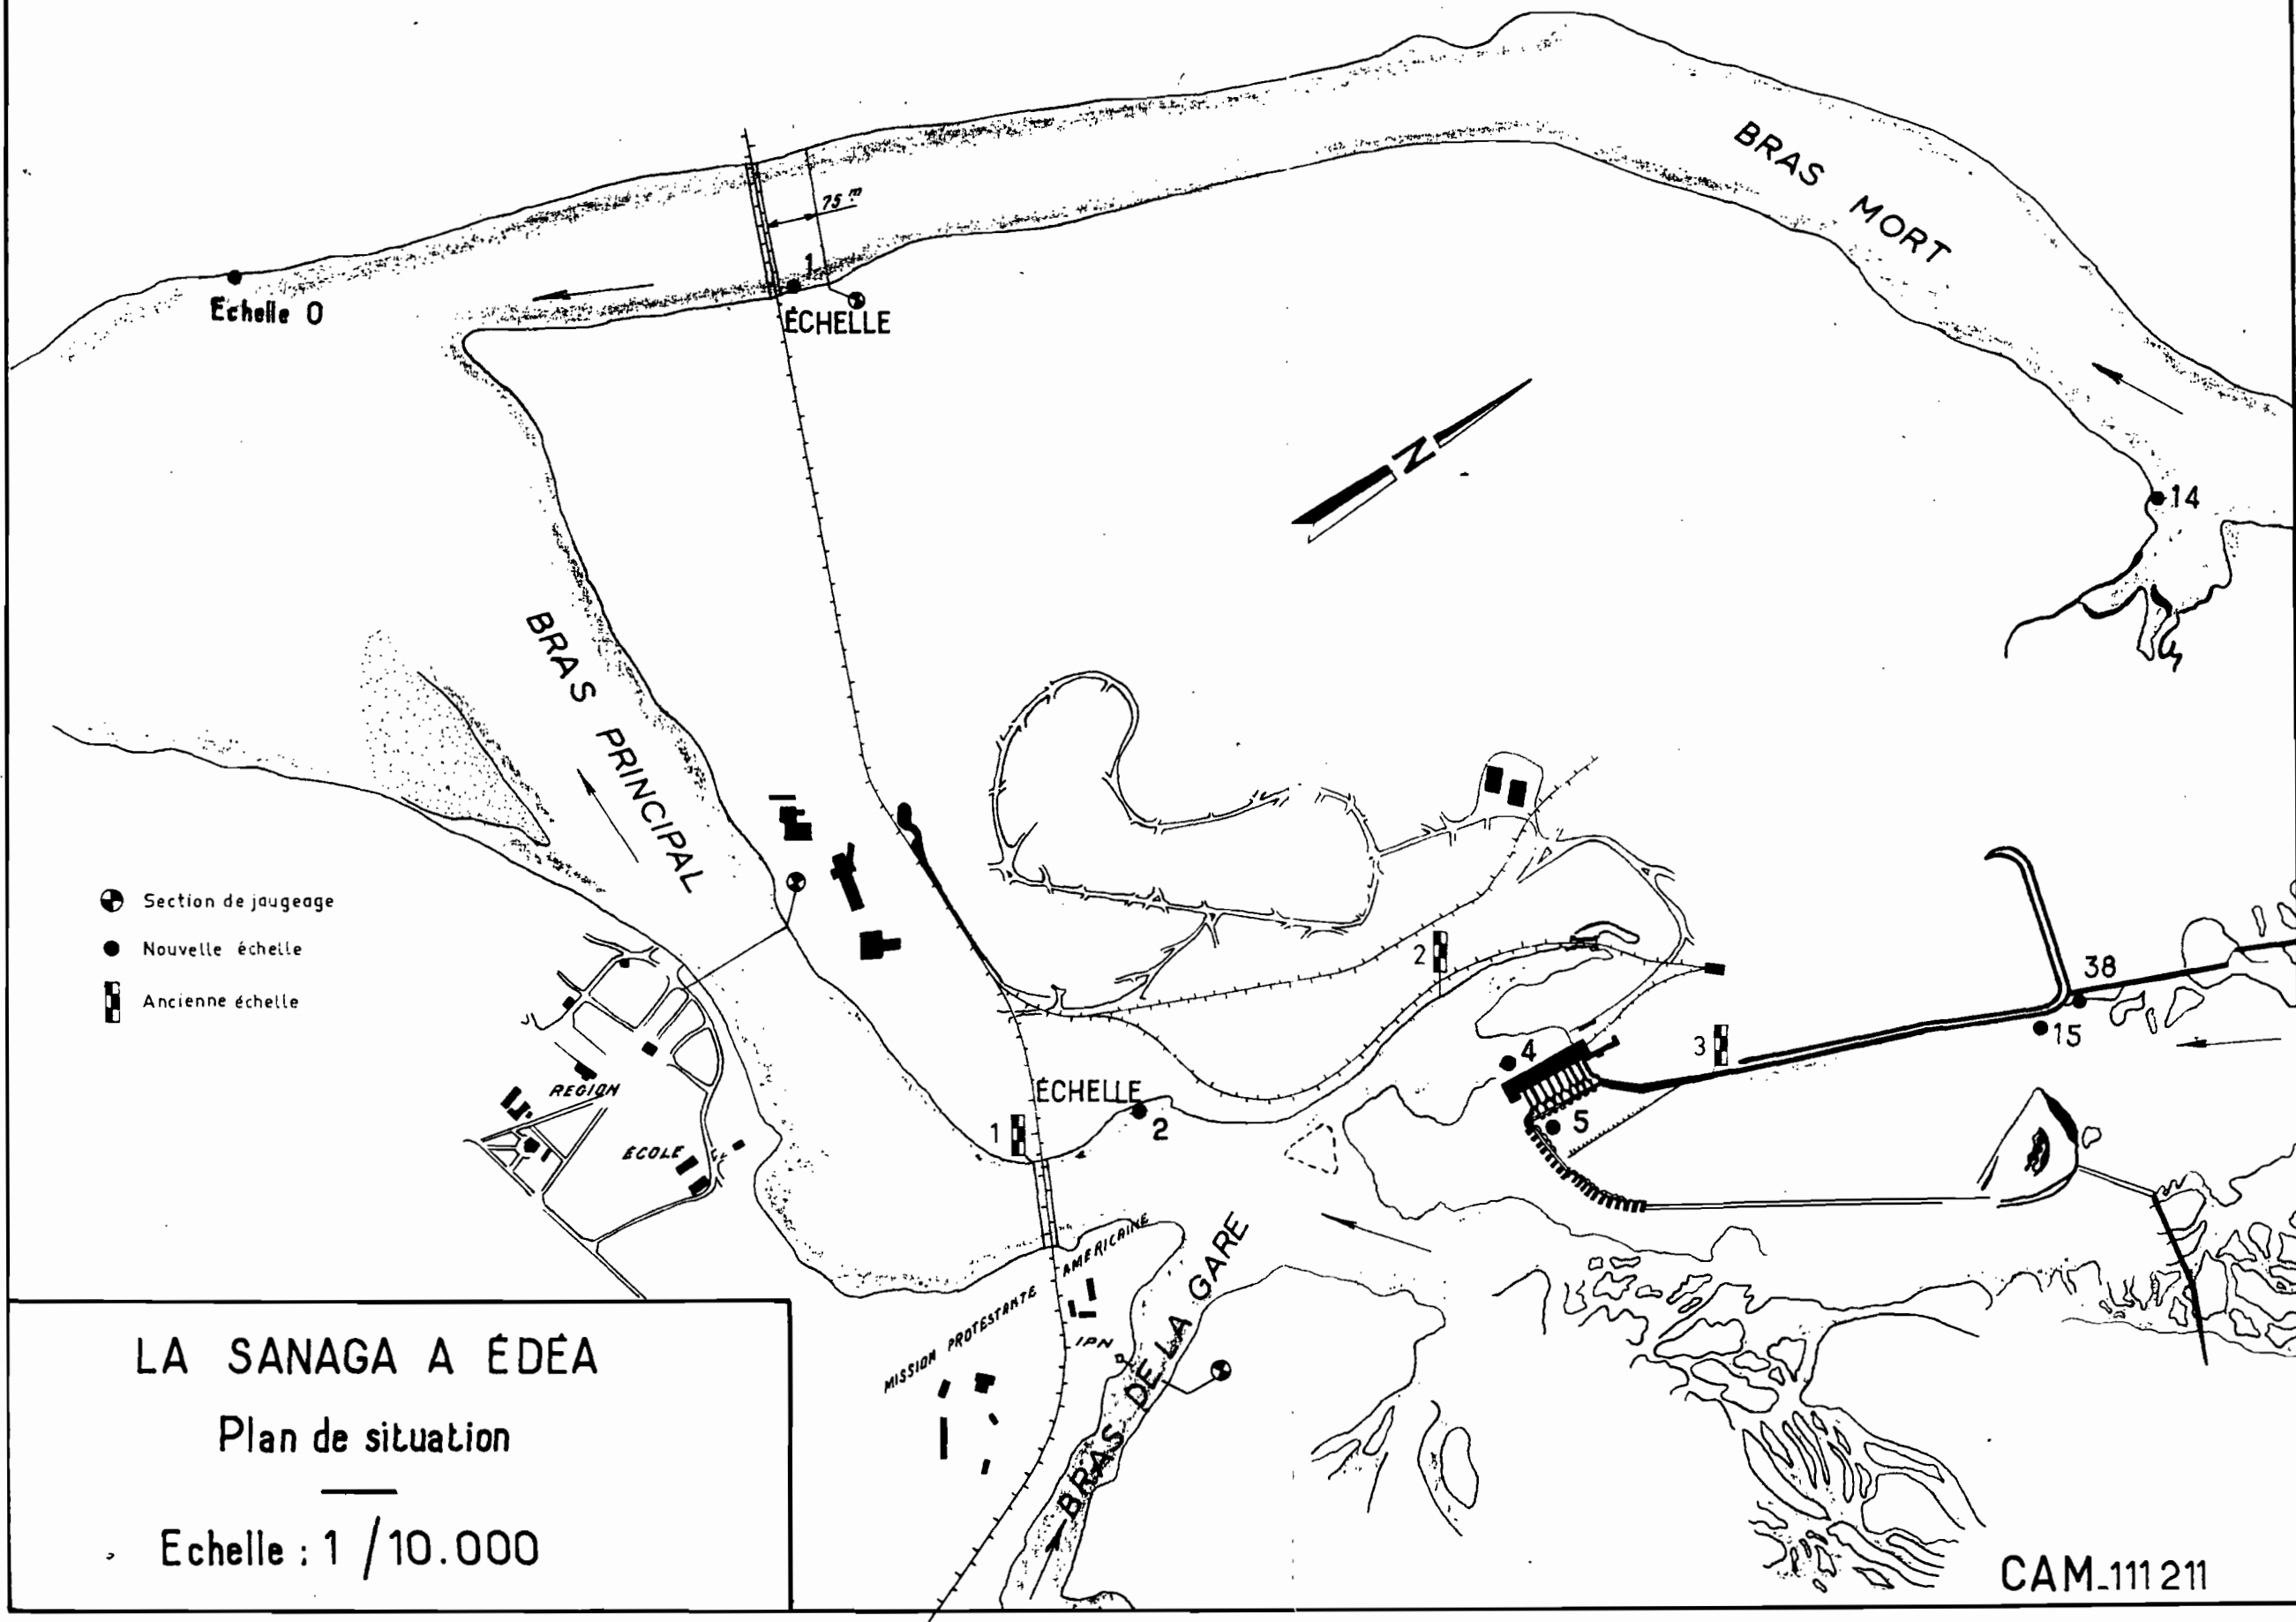 BRAS MORT
75 m
1
Echelle 0
ÉCHELLE
N
14
BRAS PRINCIPAL
Section de jaugeage
Nouvelle échelle
Ancienne échelle
2
38
15
3
4
5
REGION
ÉCOLE
ÉCHELLE
1
2
MISSION PROTESTANTE AMERICAINE
IPN
BRAS DE LA GARE
LA SANAGA A ÉDÉA
Plan de situation
Echelle : 1 / 10.000
CAM_111211